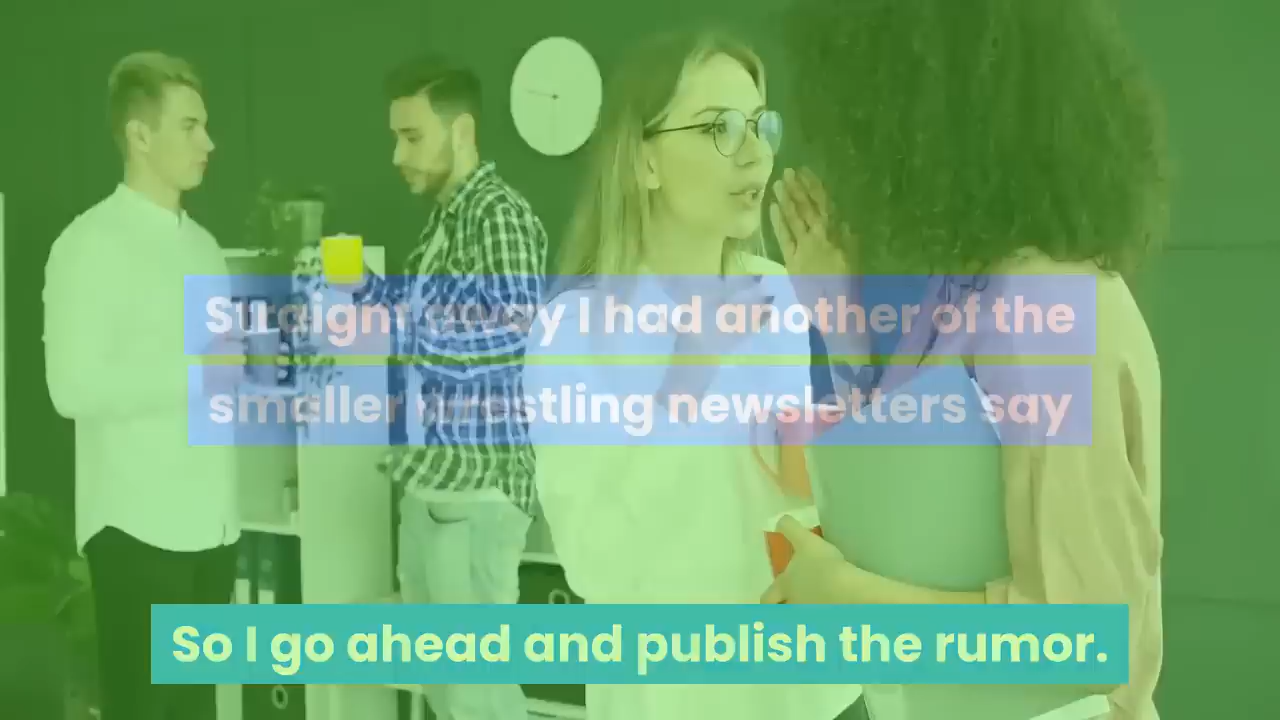 Straight away I had another of the
smaller wrestling newsletters say
So I go ahead and publish the rumor.